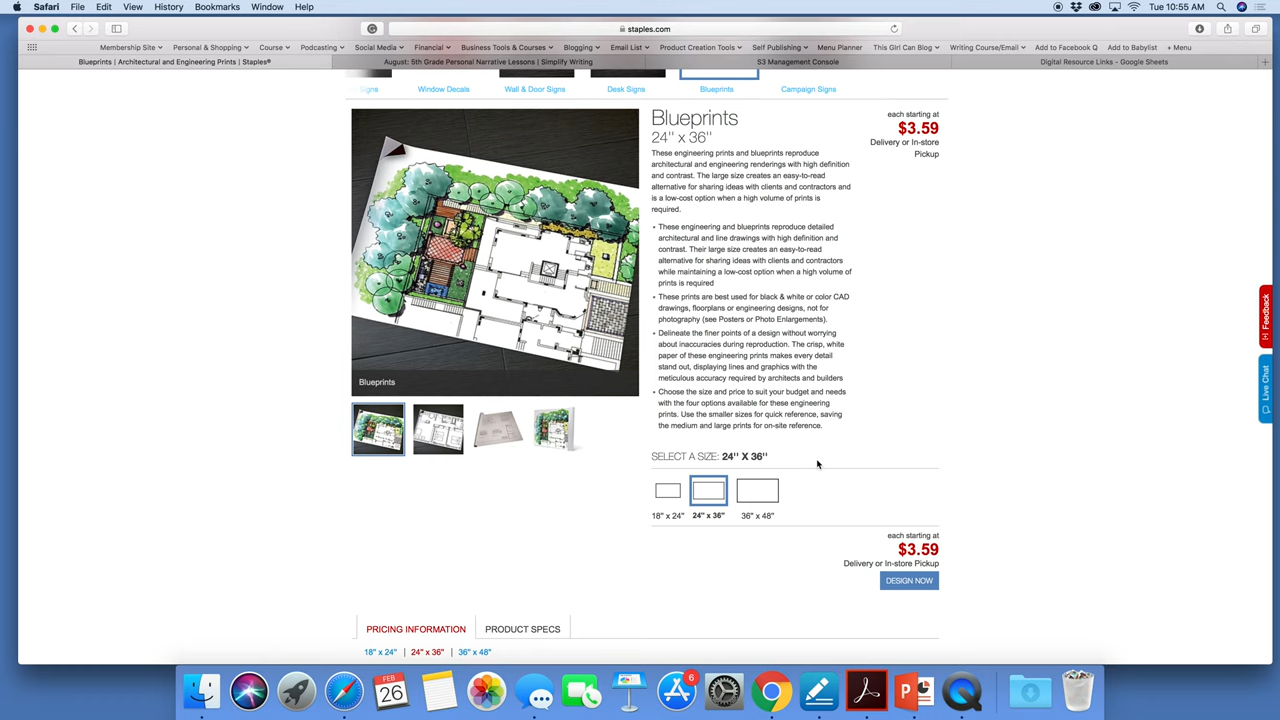 Safari File Edit View History Bookmarks Window Help Tue 10:55 AM
staples.com
Membership Site Personal & Shopping Course Podcasting Social Media Financial Business Tools & Courses Blogging Email List Product Creation Tools Self Publishing Menu Planner This Girl Can Blog Writing Course/Email Add to Facebook Q Add to Babylist + Menu
Blueprints | Architectural and Engineering Prints | Staples® August: 5th Grade Personal Narrative Lessons | Simplify Writing S3 Management Console Digital Resource Links - Google Sheets
Signs Window Decals Wall & Door Signs Desk Signs Blueprints Campaign Signs
Blueprints
24" x 36"
each starting at
$3.59
Delivery or In-store
Pickup
These engineering prints and blueprints reproduce
architectural and engineering renderings with high definition
and contrast. The large size creates an easy-to-read
alternative for sharing ideas with clients and contractors and
is a low-cost option when a high volume of prints is
required.
• These engineering and blueprints reproduce detailed
architectural and line drawings with high definition and
contrast. Their large size creates an easy-to-read
alternative for sharing ideas with clients and contractors
while maintaining a low-cost option when a high volume of
prints is required
• These prints are best used for black & white or color CAD
drawings, floorplans or engineering designs, not for
photography (see Posters or Photo Enlargements).
• Delineate the finer points of a design without worrying
about inaccuracies during reproduction. The crisp, white
paper of these engineering prints makes every detail
stand out, displaying lines and graphics with the
meticulous accuracy required by architects and builders
• Choose the size and price to suit your budget and needs
with the four options available for these engineering
prints. Use the smaller sizes for quick reference, saving
the medium and large prints for on-site reference.
Blueprints
SELECT A SIZE: 24" X 36"
18" x 24" 24" x 36" 36" x 48"
each starting at
$3.59
Delivery or In-store Pickup
DESIGN NOW
PRICING INFORMATION PRODUCT SPECS
18" x 24" | 24" x 36" | 36" x 48"
Feedback
Live Chat
FEB
26
6